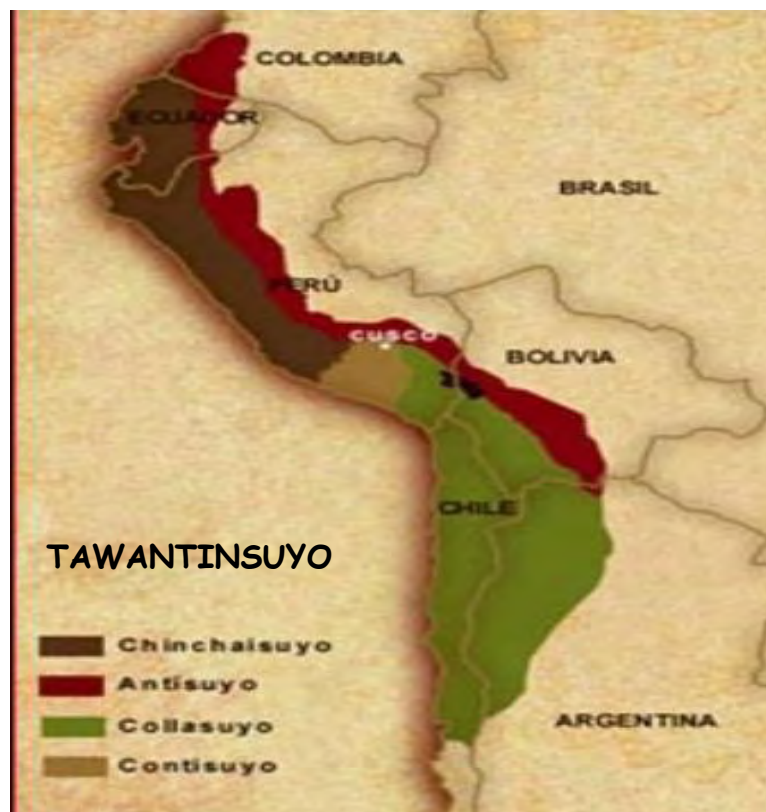 COLOMBIA
ECUADOR
BRASIL
PERÚ
CUSCO
BOLIVIA
CHILE
TAWANTINSUYO
Chinchaisuyo
Antisuyo
Collasuyo
Contisuyo
ARGENTINA